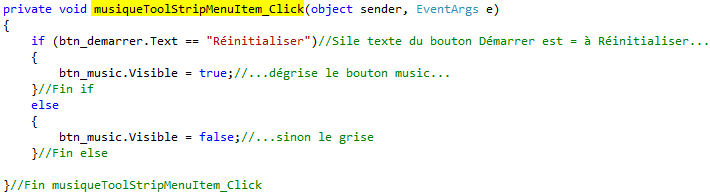 private void musiqueToolStripMenuItem_Click(object sender, EventArgs e)
{
if (btn_demarrer.Text == "Réinitialiser")//Sile texte du bouton Démarrer est = à Réinitialiser...
{
btn_music.Visible = true;//...dégrise le bouton music...
}//Fin if
else
{
btn_music.Visible = false;//...sinon le grise
}//Fin else
}//Fin musiqueToolStripMenuItem_Click